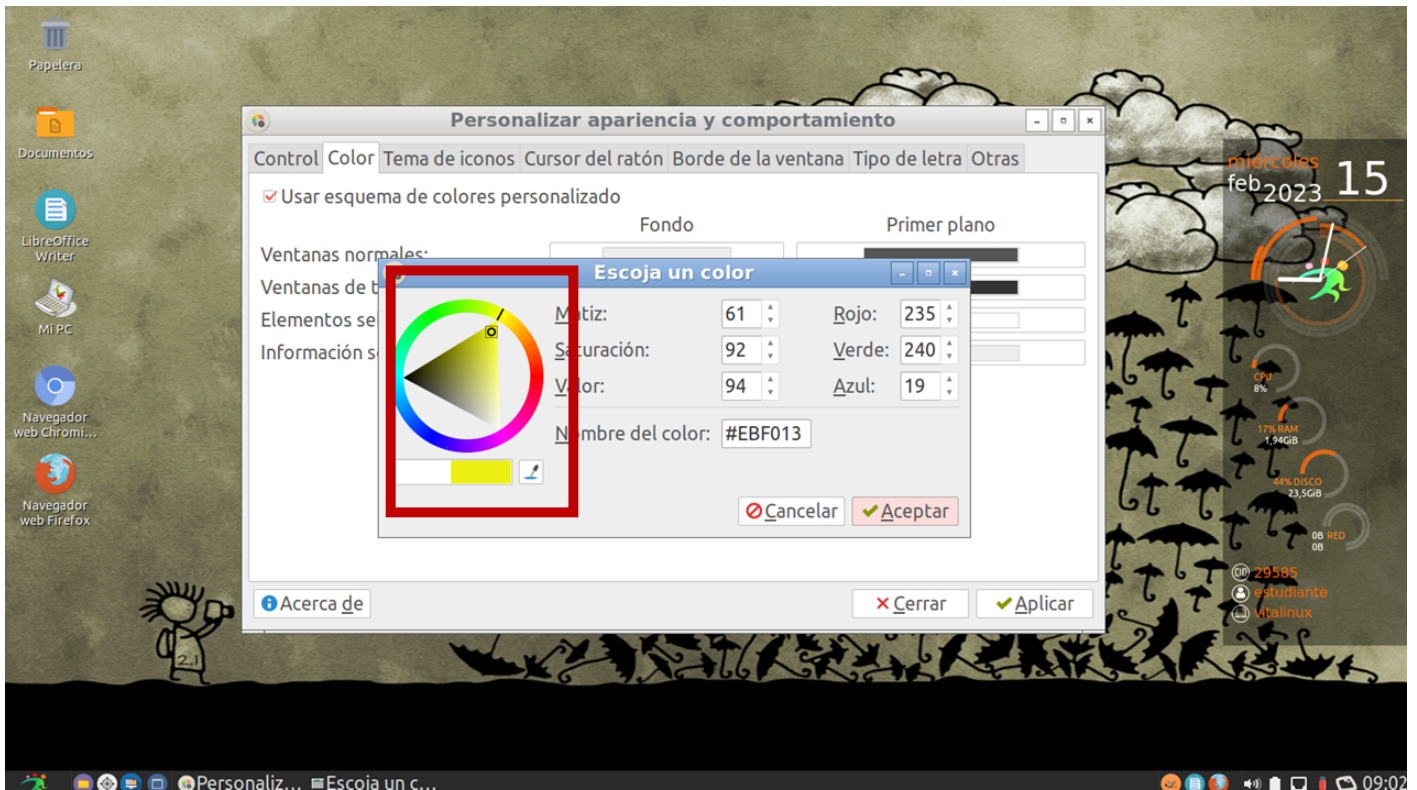 Papelera
Documentos
LibreOffice
Writer
Mi PC
Navegador
web Chromi...
Navegador
web Firefox
Personalizar apariencia y comportamiento
Control Color Tema de iconos Cursor del ratón Borde de la ventana Tipo de letra Otras
Usar esquema de colores personalizado
Fondo Primer plano
Ventanas normales:
Ventanas de t
Elementos se
Información s
Escoja un color
Matiz: 61 Rojo: 235
Saturación: 92 Verde: 240
Valor: 94 Azul: 19
Nombre del color: #EBF013
Cancelar Aceptar
Acerca de Cerrar Aplicar
miércoles
feb 2023 15
CPU
8%
17% RAM
1,94GiB
44% DISCO
23,5GiB
0B RED
0B
CID 29585
estudiante
vitalinux
2.1
Personaliz... Escoja un c... 09:02